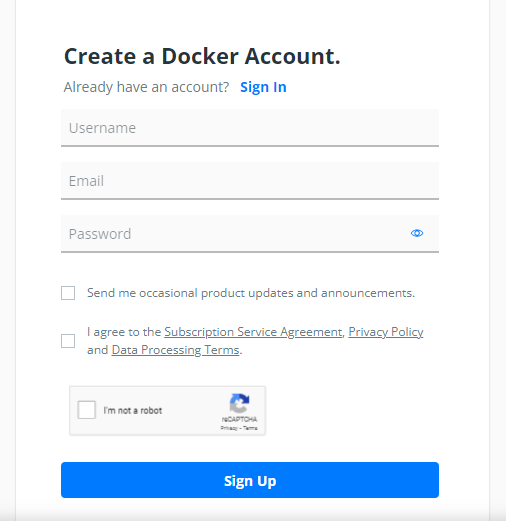 Create a Docker Account.
Already have an account? Sign In
Username
Email
Password
Send me occasional product updates and announcements.
I agree to the Subscription Service Agreement, Privacy Policy
and Data Processing Terms.
I'm not a robot
reCAPTCHA
Privacy - Terms
Sign Up